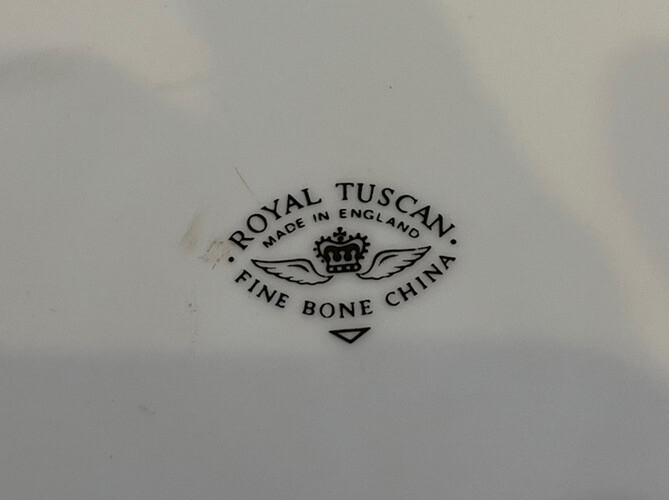 ROYAL TUSCAN
MADE IN ENGLAND
FINE BONE CHINA